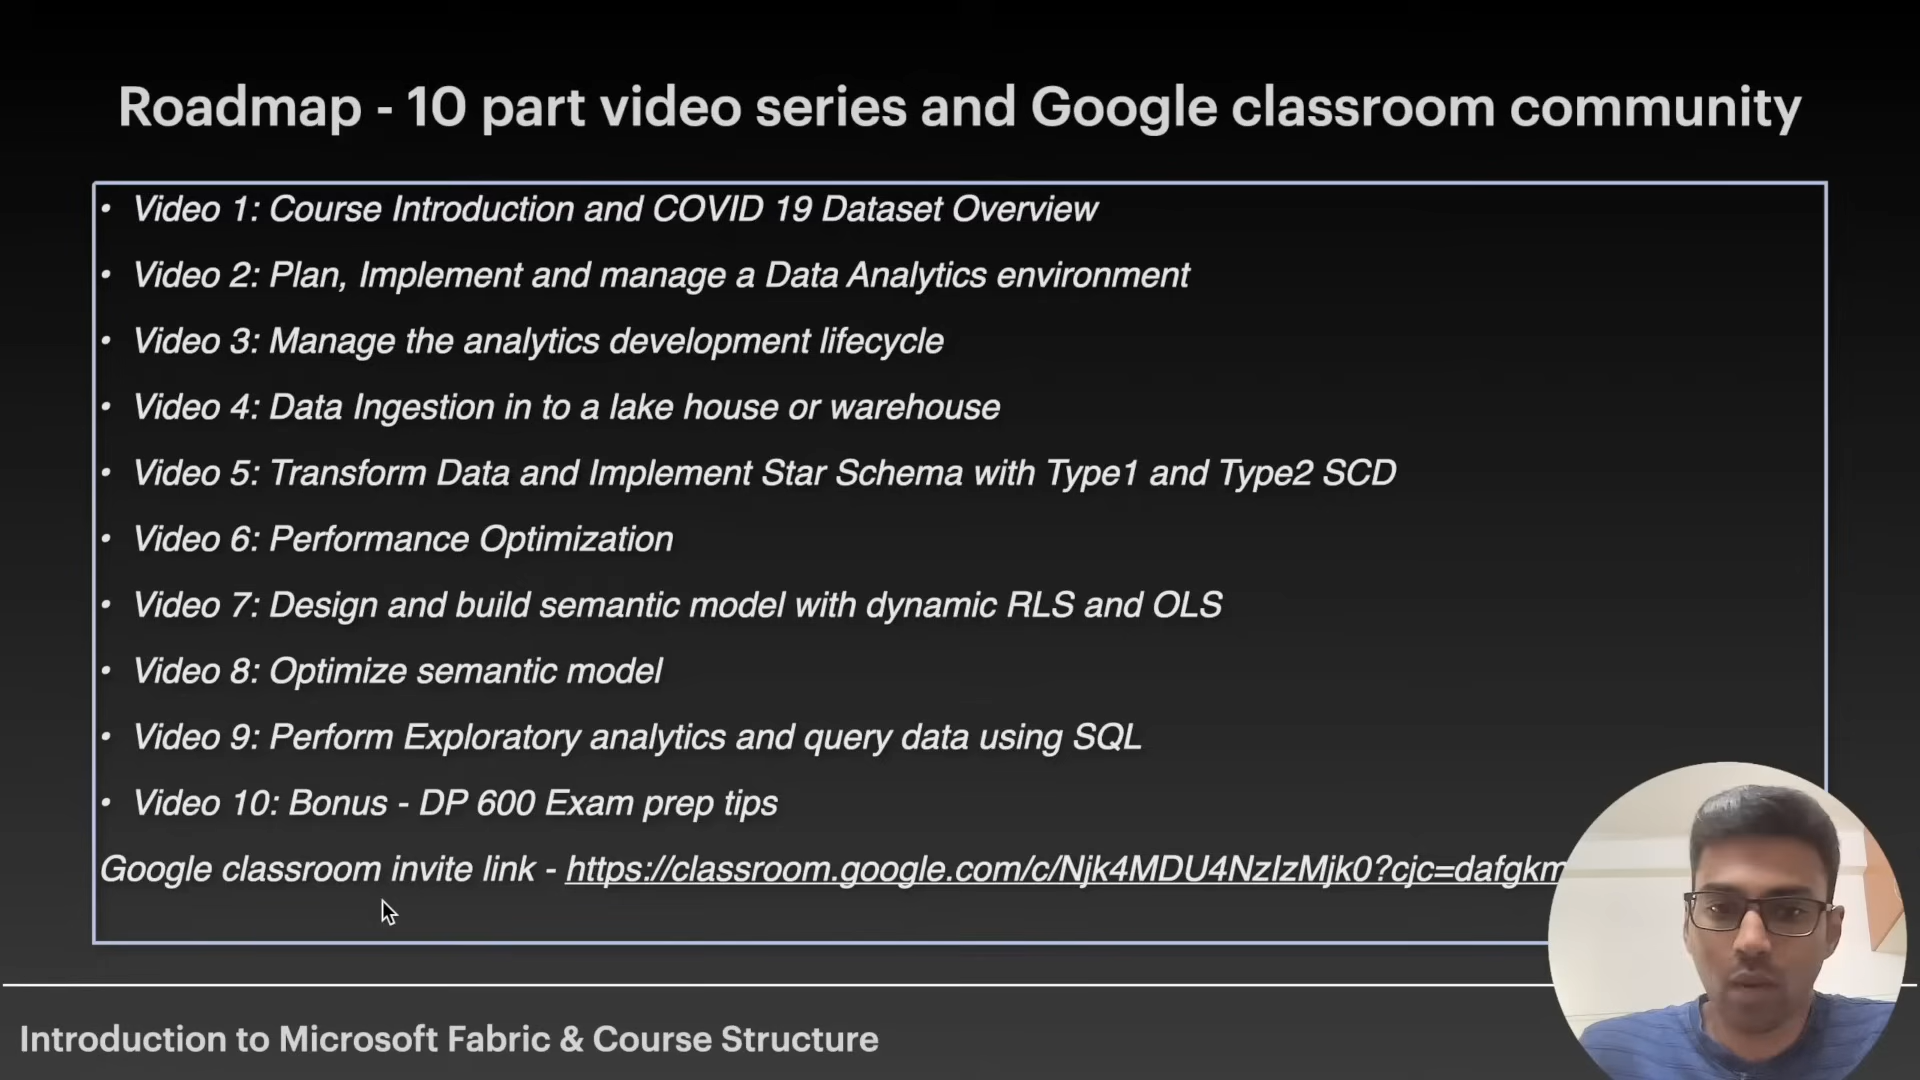 Roadmap - 10 part video series and Google classroom community
• Video 1: Course Introduction and COVID 19 Dataset Overview
• Video 2: Plan, Implement and manage a Data Analytics environment
• Video 3: Manage the analytics development lifecycle
• Video 4: Data Ingestion in to a lake house or warehouse
• Video 5: Transform Data and Implement Star Schema with Type1 and Type2 SCD
• Video 6: Performance Optimization
• Video 7: Design and build semantic model with dynamic RLS and OLS
• Video 8: Optimize semantic model
• Video 9: Perform Exploratory analytics and query data using SQL
• Video 10: Bonus - DP 600 Exam prep tips
Google classroom invite link - https://classroom.google.com/c/Njk4MDU4NzIzMjk0?cjc=dafgkm
Introduction to Microsoft Fabric & Course Structure